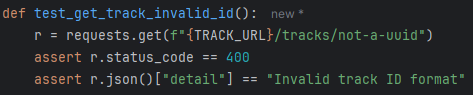 def test_get_track_invalid_id():  new *
    r = requests.get(f"{TRACK_URL}/tracks/not-a-uuid")
    assert r.status_code == 400
    assert r.json()["detail"] == "Invalid track ID format"